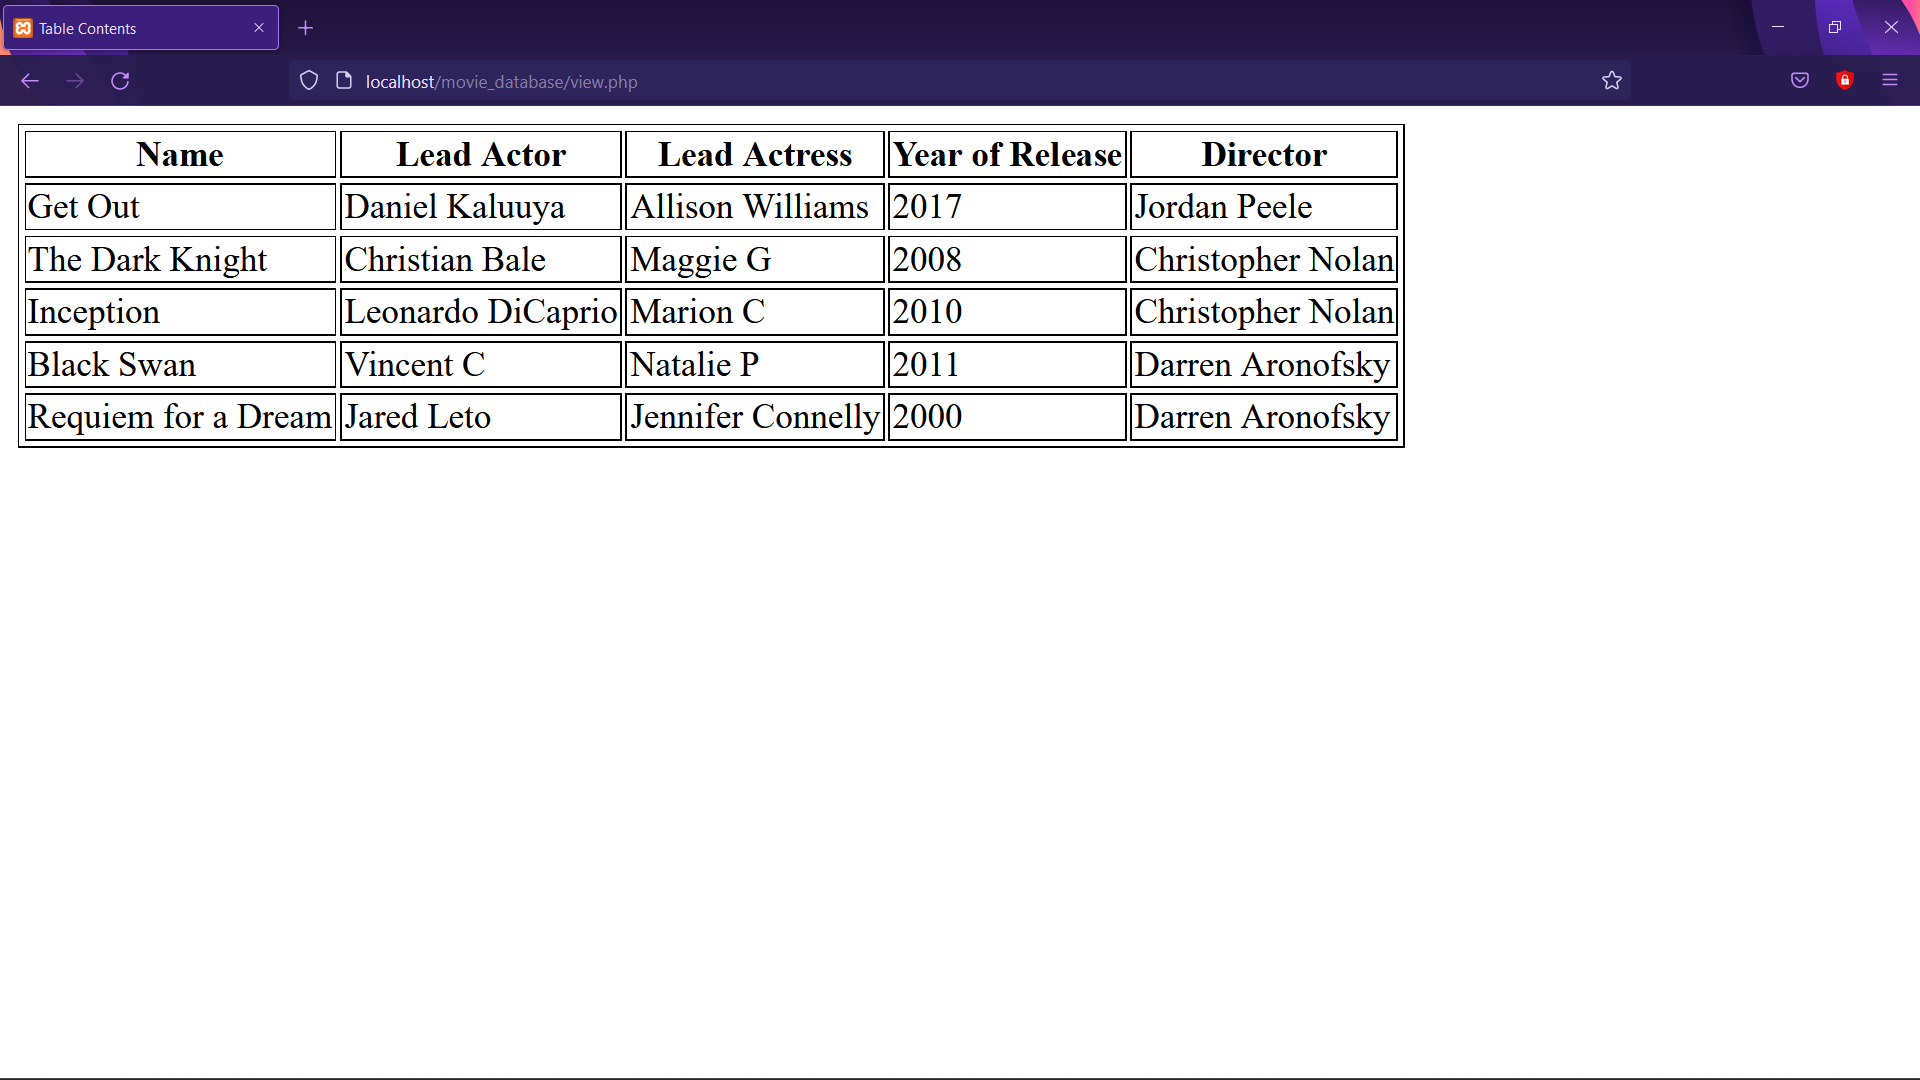 Table Contents
localhost/movie_database/view.php
Name Lead Actor Lead Actress Year of Release Director
Get Out Daniel Kaluuya Allison Williams 2017 Jordan Peele
The Dark Knight Christian Bale Maggie G 2008 Christopher Nolan
Inception Leonardo DiCaprio Marion C 2010 Christopher Nolan
Black Swan Vincent C Natalie P 2011 Darren Aronofsky
Requiem for a Dream Jared Leto Jennifer Connelly 2000 Darren Aronofsky